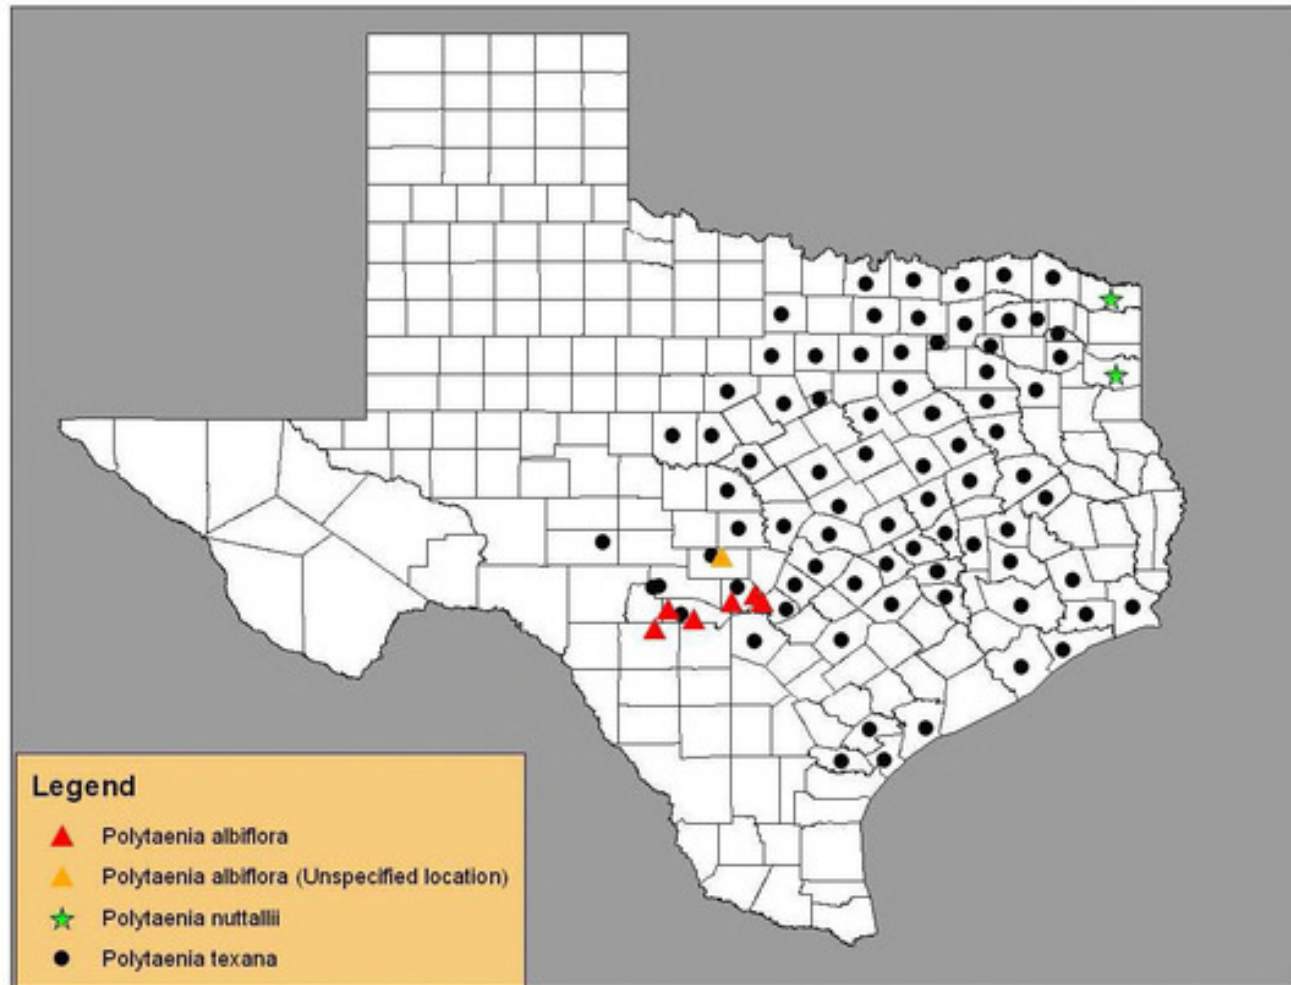 Legend
Polytaenia albiflora
Polytaenia albiflora (Unspecified location)
Polytaenia nuttallii
Polytaenia texana